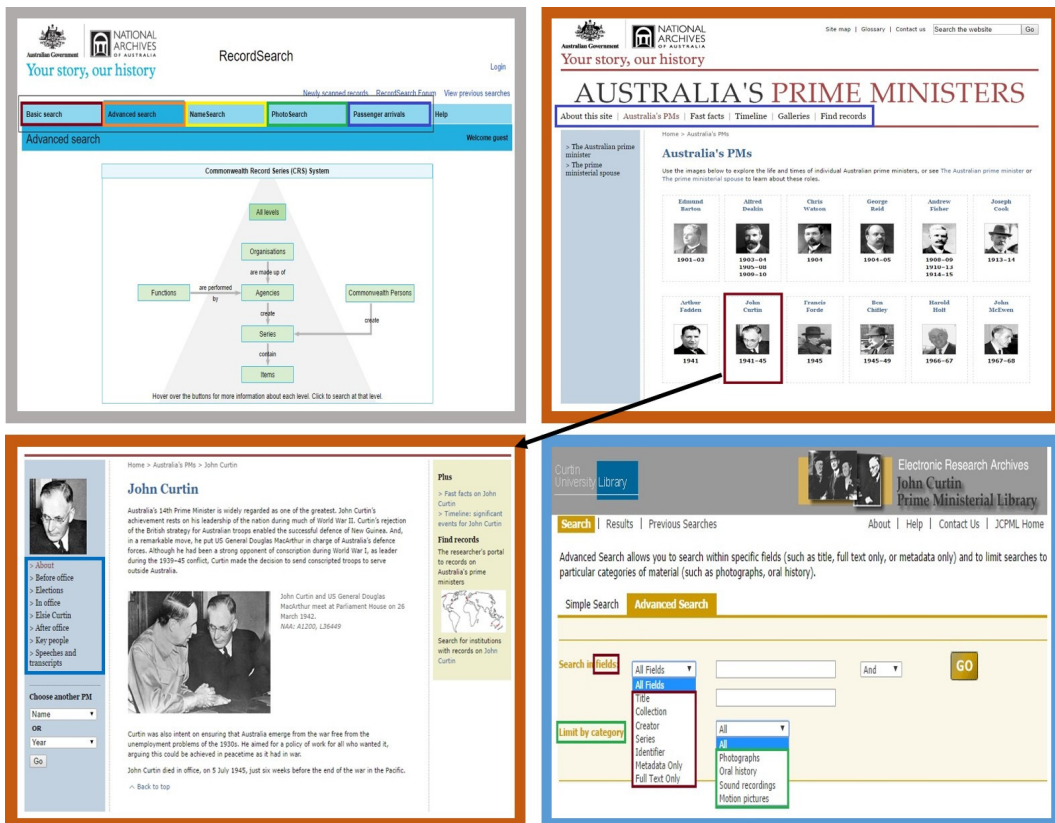 Australian Government
NATIONAL
ARCHIVES
OF AUSTRALIA
Your story, our history
RecordSearch
Login
Newly scanned records RecordSearch Forum View previous searches
Basic search Advanced search NameSearch PhotoSearch Passenger arrivals Help
Advanced search Welcome guest
Commonwealth Record Series (CRS) System
All levels
Organisations
are made up of
Functions are performed by Agencies Commonwealth Persons
create create
Series
contain
Items
Hover over the buttons for more information about each level. Click to search at that level.
Australian Government
NATIONAL
ARCHIVES
OF AUSTRALIA
Your story, our history
Site map | Glossary | Contact us Search the website Go
AUSTRALIA'S PRIME MINISTERS
About this site | Australia's PMs | Fast facts | Timeline | Galleries | Find records
> The Australian prime
minister
> The prime
ministerial spouse
Home > Australia's PMs
Australia's PMs
Use the images below to explore the life and times of individual Australian prime ministers, or see The Australian prime minister or
The prime ministerial spouse to learn about these roles.
Edmund Barton Alfred Deakin Chris Watson George Reid Andrew Fisher Joseph Cook
1901–03 1903–04 1904 1904–05 1908–09 1913–14
1905–08 1910–13
1909–10 1914–15
Arthur Fadden John Curtin Francis Forde Ben Chifley Harold Holt John McEwen
1941 1941–45 1945 1945–49 1966–67 1967–68
Home > Australia's PMs > John Curtin
John Curtin
Australia's 14th Prime Minister is widely regarded as one of the greatest. John Curtin's
achievement rests on his leadership of the nation during much of World War II. Curtin's rejection
of the British strategy for Australian troops enabled the successful defence of New Guinea. And,
in a remarkable move, he put US General Douglas MacArthur in charge of Australia's defence
forces. Although he had been a strong opponent of conscription during World War I, as leader
during the 1939–45 conflict, Curtin made the decision to send conscripted troops to serve
outside Australia.
John Curtin and US General Douglas
MacArthur meet at Parliament House on 26
March 1942.
NAA: A1200, L36449
Curtin was also intent on ensuring that Australia emerge from the war free from the
unemployment problems of the 1930s. He aimed for a policy of work for all who wanted it,
arguing this could be achieved in peacetime as it had in war.
John Curtin died in office, on 5 July 1945, just six weeks before the end of the war in the Pacific.
Back to top
> About
> Before office
> Elections
> In office
> Elsie Curtin
> After office
> Key people
> Speeches and
transcripts
Choose another PM
Name
OR
Year
Go
Plus
> Fast facts on John
Curtin
> Timeline: significant
events for John Curtin
Find records
The researcher's portal
to records on
Australia's prime
ministers
Search for institutions
with records on John
Curtin
Curtin
University Library
Electronic Research Archives
John Curtin
Prime Ministerial Library
Search | Results | Previous Searches About | Help | Contact Us | JCPML Home
Advanced Search allows you to search within specific fields (such as title, full text only, or metadata only) and to limit searches to
particular categories of material (such as photographs, oral history).
Simple Search Advanced Search
Search in fields: All Fields And GO
All Fields
Title
Collection
Creator
Series
Identifier
Metadata Only
Full Text Only
Limit by category All
All
Photographs
Oral history
Sound recordings
Motion pictures